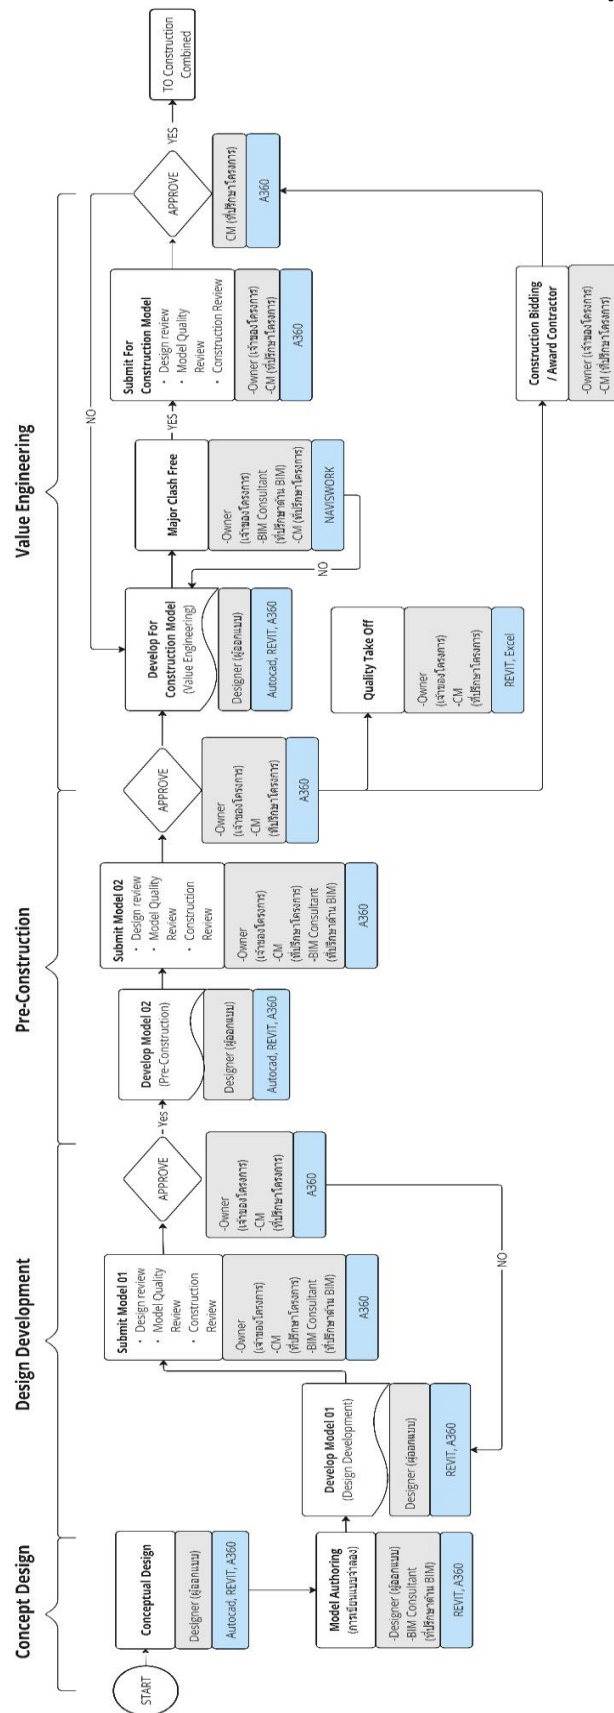 Concept Design
Design Development
Pre-Construction
Value Engineering
START
Conceptual Design
Designer (ผู้ออกแบบ)
Autocad, REVIT, A360
Model Authoring
(การเขียนแบบจำลอง)
-Designer (ผู้ออกแบบ)
-BIM Consultant
(ที่ปรึกษาด้าน BIM)
REVIT, A360
Develop Model 01
(Design Development)
Designer (ผู้ออกแบบ)
REVIT, A360
Submit Model 01
• Design review
• Model Quality
Review
• Construction
Review
-Owner
(เจ้าของโครงการ)
-CM
(ที่ปรึกษาโครงการ)
-BIM Consultant
(ที่ปรึกษาด้าน BIM)
A360
APPROVE
-Owner
(เจ้าของโครงการ)
-CM
(ที่ปรึกษาโครงการ)
A360
NO
Yes
Develop Model 02
(Pre-Construction)
Designer (ผู้ออกแบบ)
Autocad, REVIT, A360
Submit Model 02
• Design review
• Model Quality
Review
• Construction
Review
-Owner
(เจ้าของโครงการ)
-CM
(ที่ปรึกษาโครงการ)
-BIM Consultant
(ที่ปรึกษาด้าน BIM)
A360
APPROVE
-Owner
(เจ้าของโครงการ)
-CM
(ที่ปรึกษาโครงการ)
A360
Develop For
Construction Model
(Value Engineering)
Designer (ผู้ออกแบบ)
Autocad, REVIT, A360
Quality Take Off
-Owner
(เจ้าของโครงการ)
-CM
(ที่ปรึกษาโครงการ)
REVIT, Excel
Major Clash Free
-Owner
(เจ้าของโครงการ)
-BIM Consultant
(ที่ปรึกษาด้าน BIM)
-CM (ที่ปรึกษาโครงการ)
NAVISWORK
NO
YES
NO
Submit For
Construction Model
• Design review
• Model Quality
Review
• Construction Review
-Owner (เจ้าของโครงการ)
-CM (ที่ปรึกษาโครงการ)
A360
Construction Bidding
/ Award Contractor
-Owner (เจ้าของโครงการ)
-CM (ที่ปรึกษาโครงการ)
APPROVE
CM (ที่ปรึกษาโครงการ)
A360
YES
TO Construction
Combined